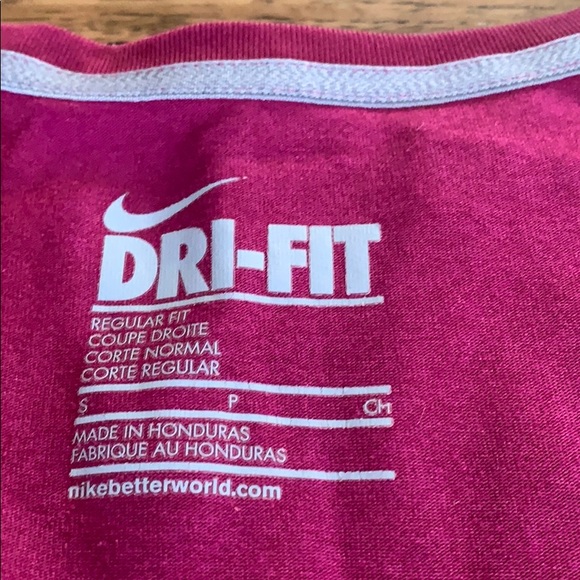 DRI-FIT
REGULAR FIT
COUPE DROITE
CORTE NORMAL
CORTE REGULAR
S P CH
MADE IN HONDURAS
FABRIQUE AU HONDURAS
nikebetterworld.com